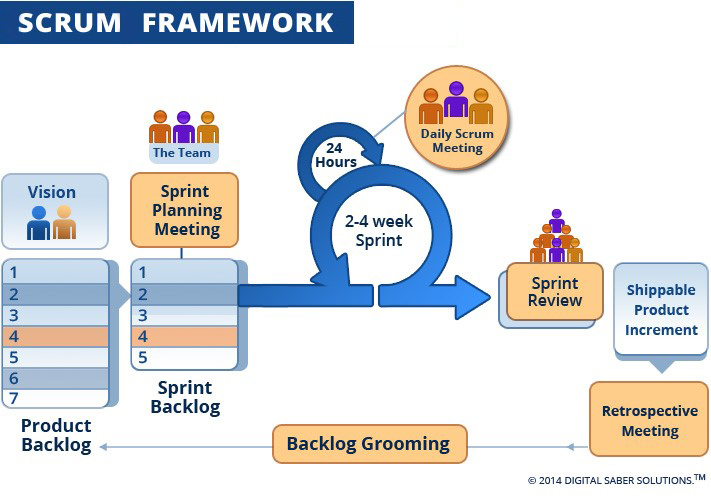 SCRUM FRAMEWORK
The Team
Vision
Sprint
Planning
Meeting
24
Hours
Daily Scrum
Meeting
2-4 week
Sprint
1
2
3
4
5
6
7
Product
Backlog
1
2
3
4
5
Sprint
Backlog
Sprint
Review
Shippable
Product
Increment
Retrospective
Meeting
Backlog Grooming
© 2014 DIGITAL SABER SOLUTIONS.™